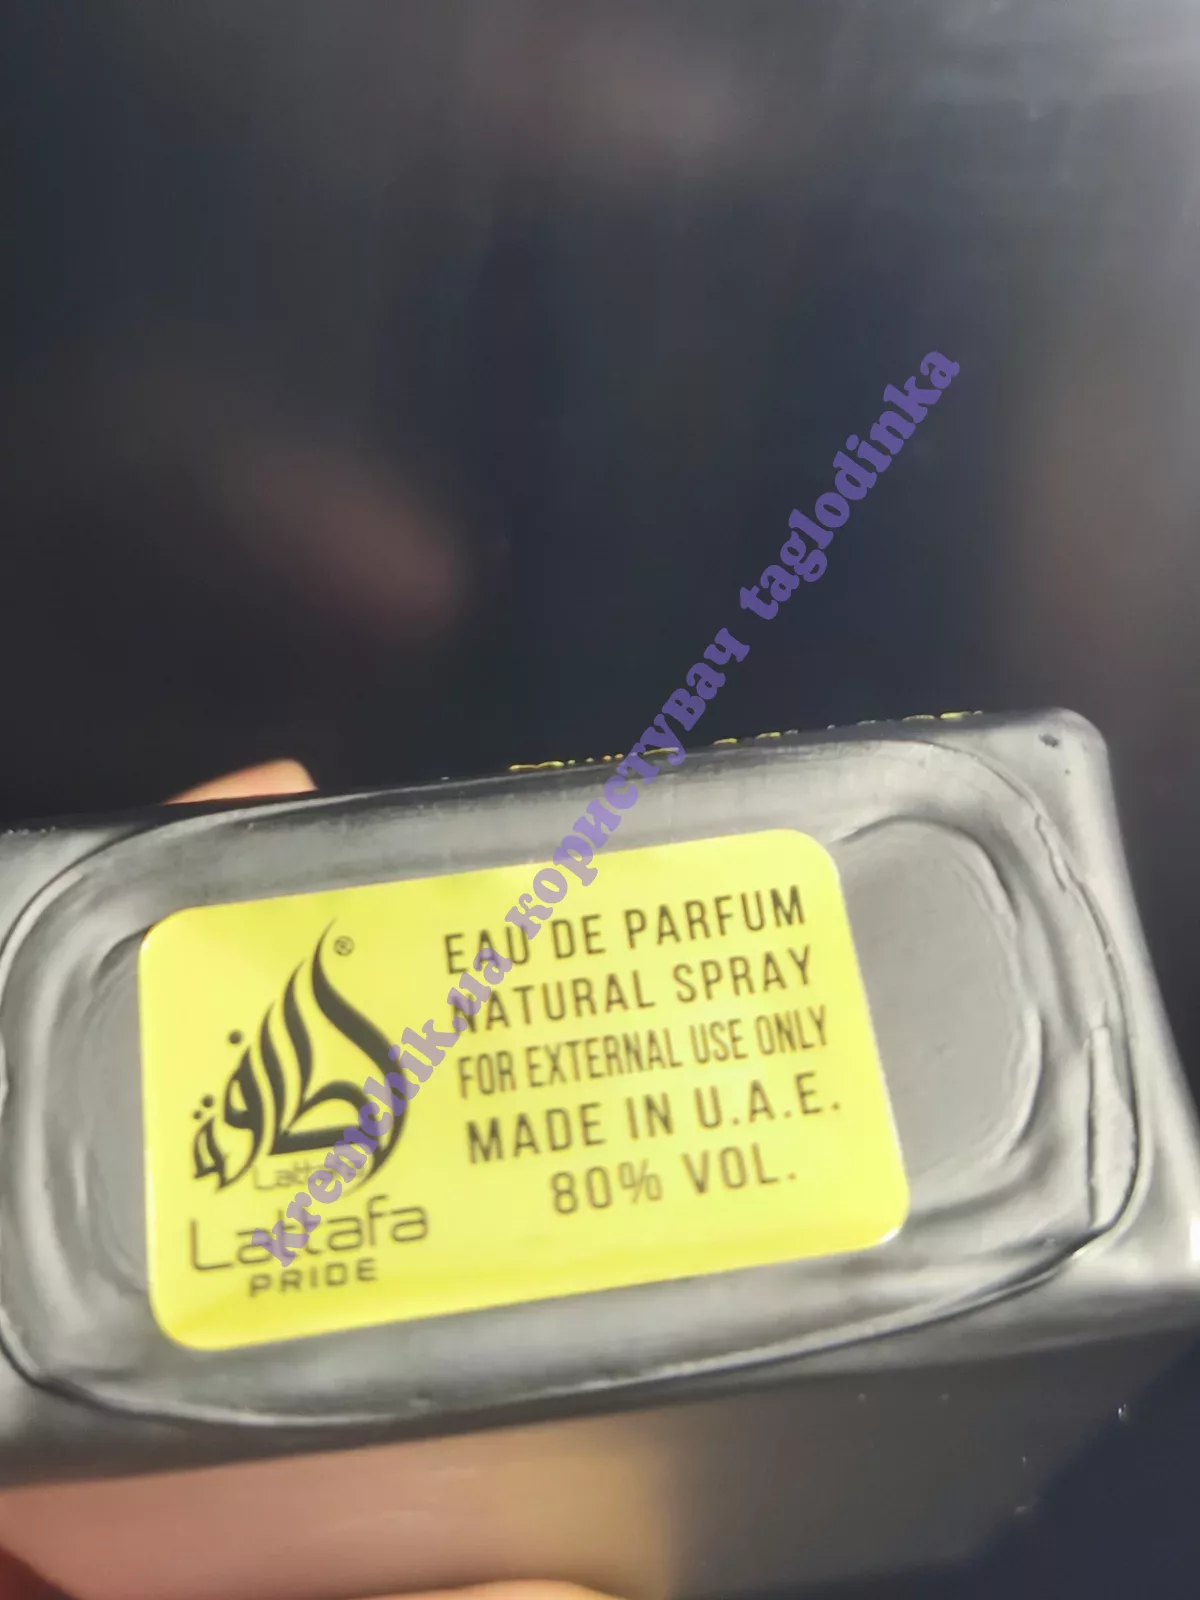 ®
لطافة
Latt
Lattafa
PRIDE
EAU DE PARFUM
NATURAL SPRAY
FOR EXTERNAL USE ONLY
MADE IN U.A.E.
80% VOL.
kremchik.ua користувач taglodinka